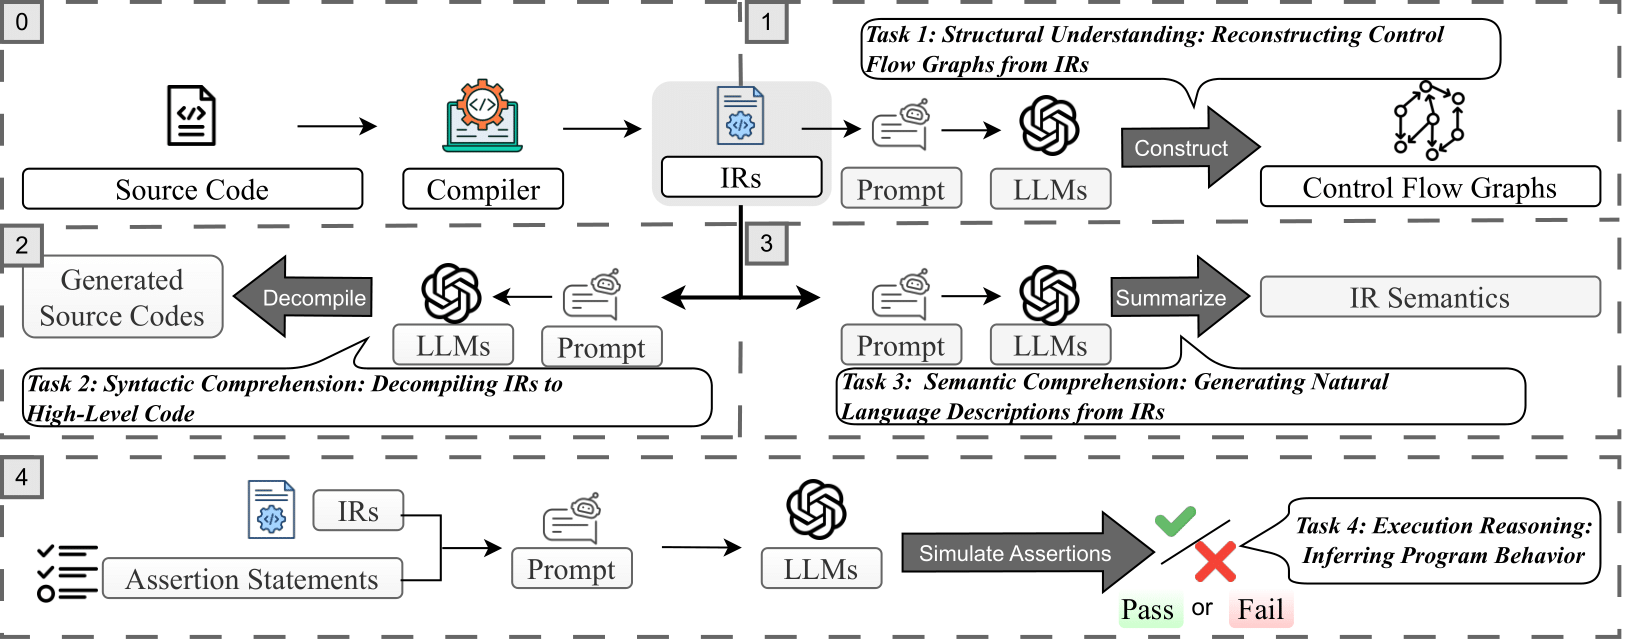 0
Source Code
Compiler
IRs
1
Task 1: Structural Understanding: Reconstructing Control
Flow Graphs from IRs
Prompt
LLMs
Construct
Control Flow Graphs
2
Generated
Source Codes
Decompile
LLMs
Prompt
Task 2: Syntactic Comprehension: Decompiling IRs to
High-Level Code
3
Prompt
LLMs
Summarize
IR Semantics
Task 3: Semantic Comprehension: Generating Natural
Language Descriptions from IRs
4
IRs
Assertion Statements
Prompt
LLMs
Simulate Assertions
Pass or Fail
Task 4: Execution Reasoning:
Inferring Program Behavior